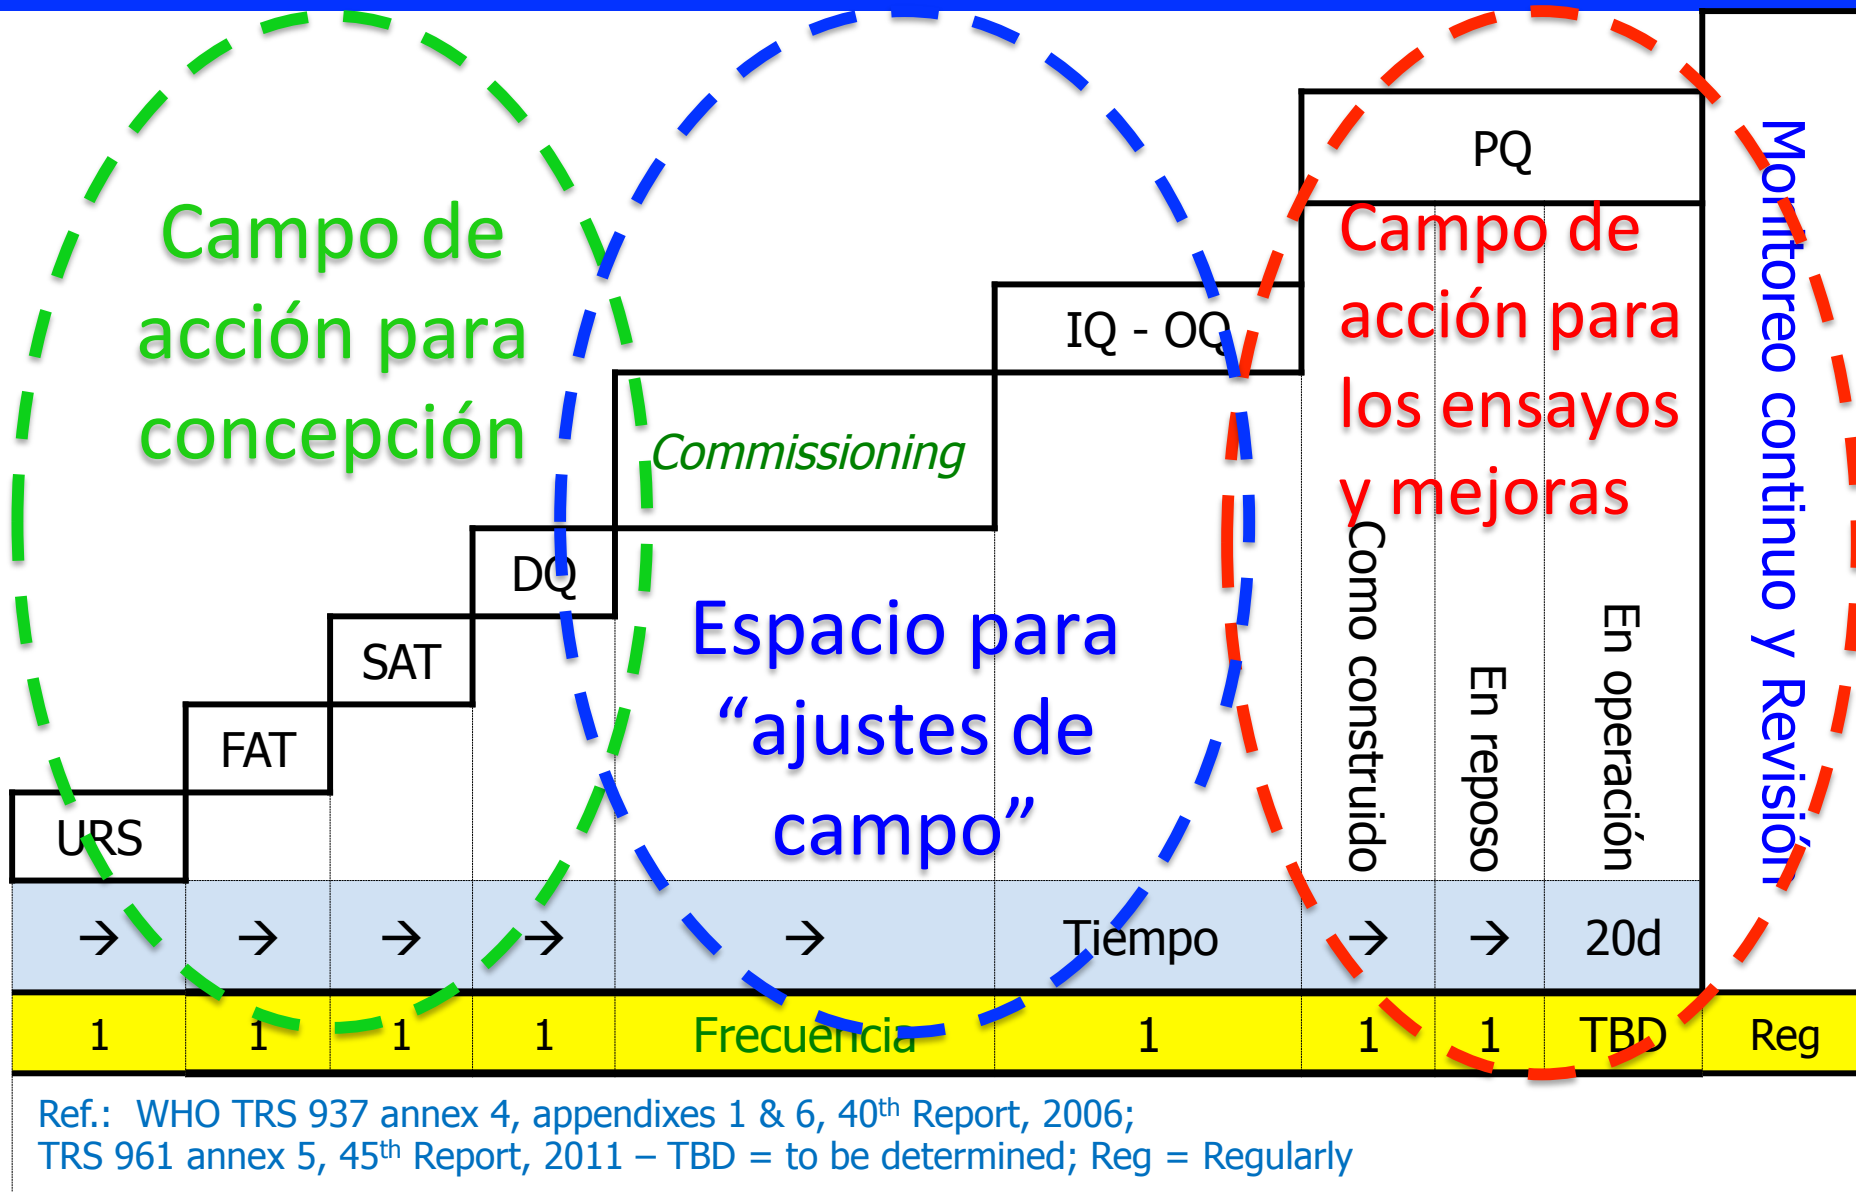 Campo de
acción para
concepción
Commissioning
Espacio para
“ajustes de
campo”
Campo de
acción para
los ensayos
y mejoras
PQ
IQ - OQ
DQ
SAT
FAT
URS
Como construido
En reposo
En operación
Monitoreo continuo y Revisión
→ → → → → Tiempo → → 20d
1 1 1 1 Frecuencia 1 1 1 TBD Reg
Ref.: WHO TRS 937 annex 4, appendixes 1 & 6, 40th Report, 2006;
TRS 961 annex 5, 45th Report, 2011 – TBD = to be determined; Reg = Regularly